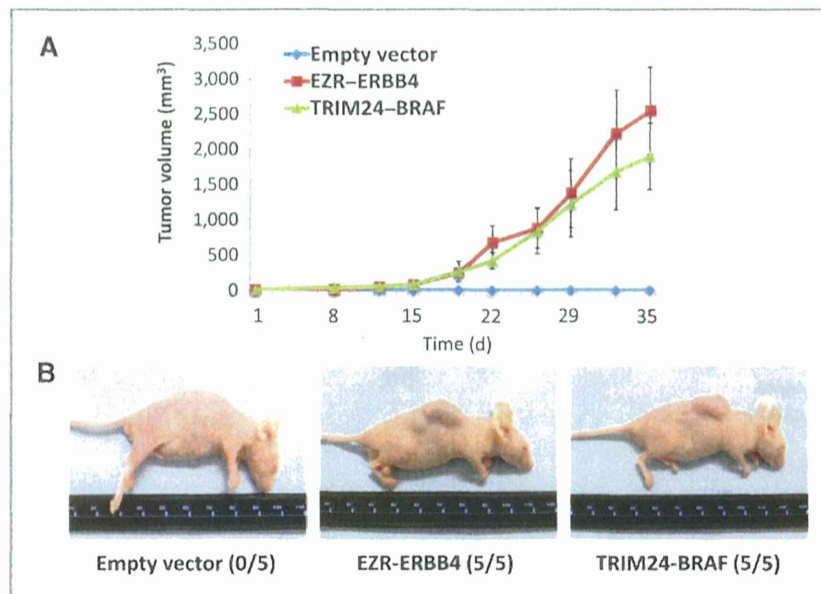 A
Tumor volume (mm³)
3,500
3,000
2,500
2,000
1,500
1,000
500
0
Empty vector
EZR–ERBB4
TRIM24–BRAF
1 8 15 22 29 35
Time (d)
B
Empty vector (0/5) EZR-ERBB4 (5/5) TRIM24-BRAF (5/5)